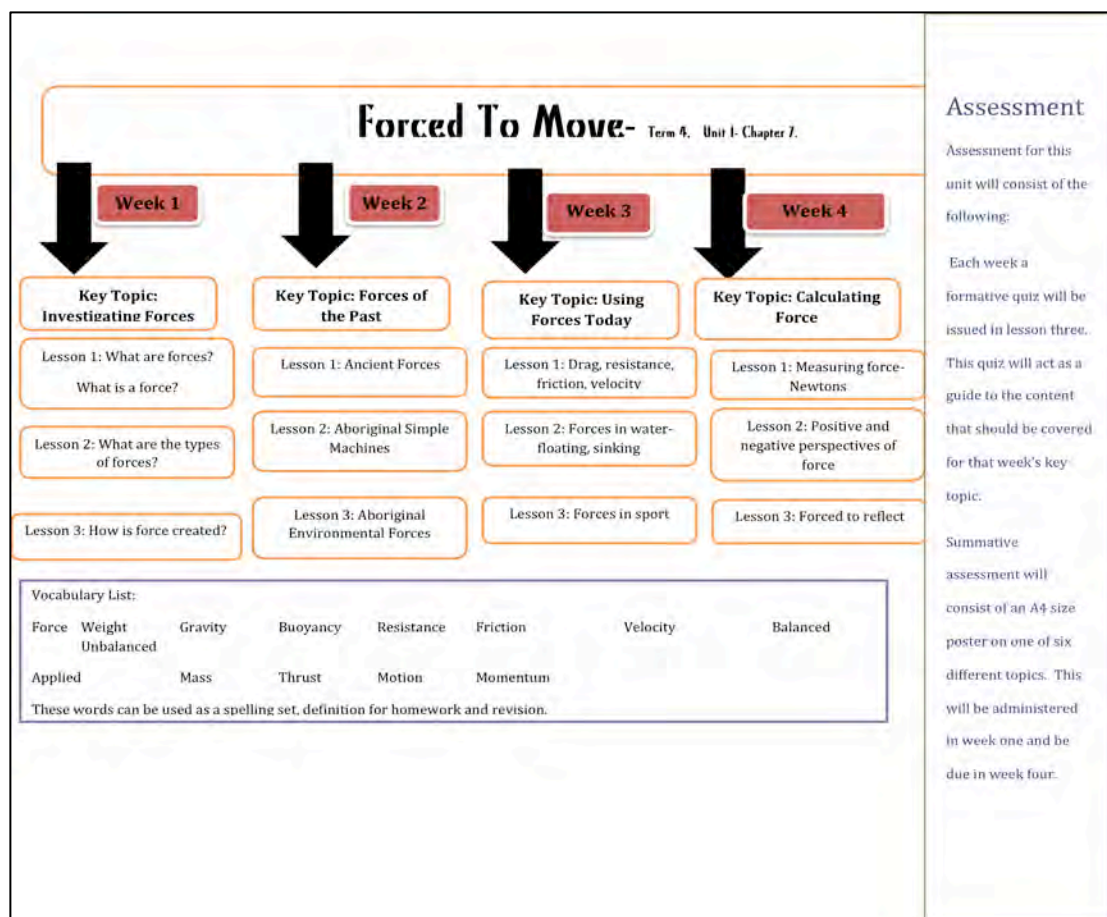 Forced To Move- Term 4, Unit 1- Chapter 7.
Week 1
Key Topic:
Investigating Forces
Lesson 1: What are forces?
What is a force?
Lesson 2: What are the types
of forces?
Lesson 3: How is force created?
Week 2
Key Topic: Forces of
the Past
Lesson 1: Ancient Forces
Lesson 2: Aboriginal Simple
Machines
Lesson 3: Aboriginal
Environmental Forces
Week 3
Key Topic: Using
Forces Today
Lesson 1: Drag, resistance,
friction, velocity
Lesson 2: Forces in water-
floating, sinking
Lesson 3: Forces in sport
Week 4
Key Topic: Calculating
Force
Lesson 1: Measuring force-
Newtons
Lesson 2: Positive and
negative perspectives of
force
Lesson 3: Forced to reflect
Vocabulary List:
Force Weight Gravity Buoyancy Resistance Friction Velocity Balanced
Unbalanced
Applied Mass Thrust Motion Momentum
These words can be used as a spelling set, definition for homework and revision.
Assessment
Assessment for this
unit will consist of the
following:
Each week a
formative quiz will be
issued in lesson three.
This quiz will act as a
guide to the content
that should be covered
for that week's key
topic.
Summative
assessment will
consist of an A4 size
poster on one of six
different topics. This
will be administered
in week one and be
due in week four.